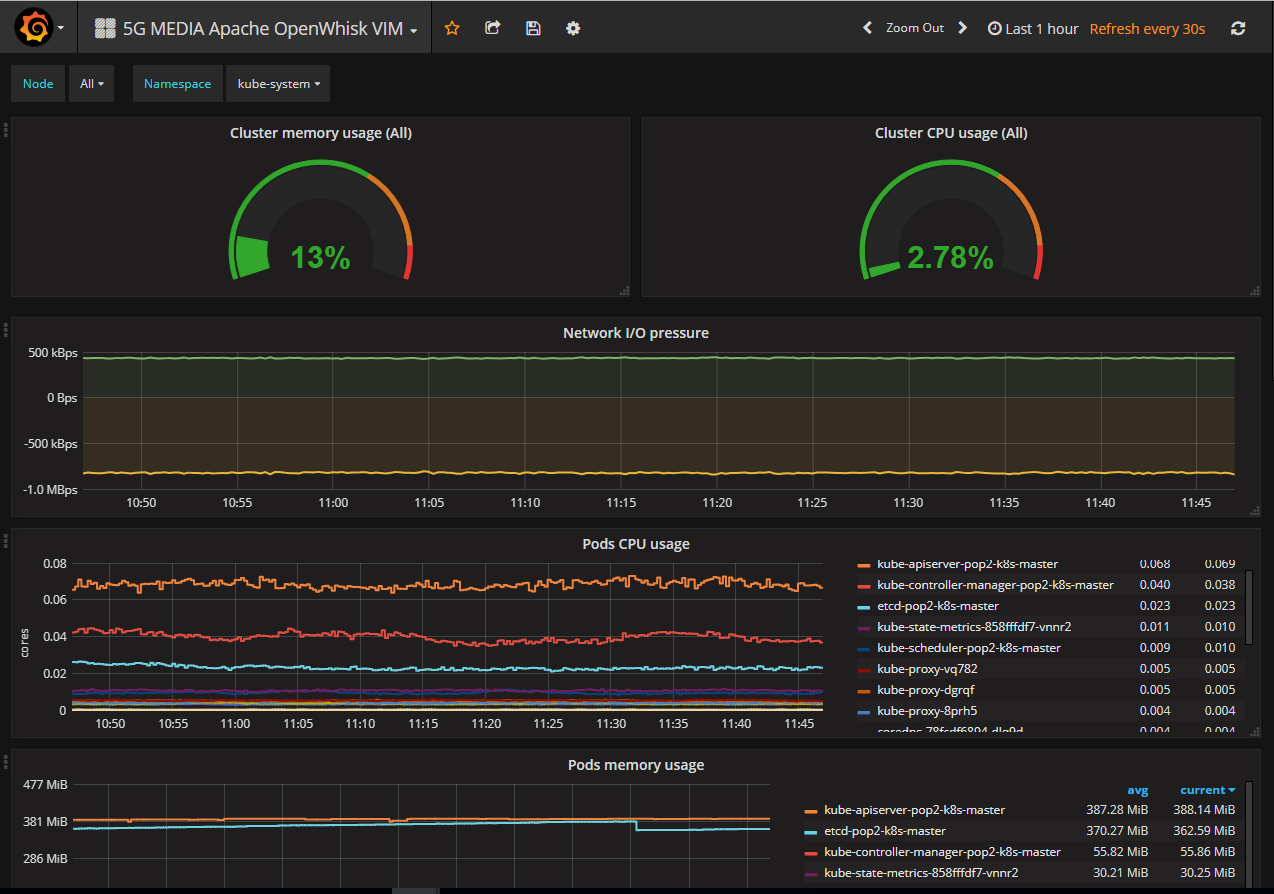 5G MEDIA Apache OpenWhisk VIM
Zoom Out
Last 1 hour Refresh every 30s
Node All Namespace kube-system
Cluster memory usage (All)
13%
Cluster CPU usage (All)
2.78%
Network I/O pressure
500 kBps
0 Bps
-500 kBps
-1.0 MBps
10:50 10:55 11:00 11:05 11:10 11:15 11:20 11:25 11:30 11:35 11:40 11:45
Pods CPU usage
cores
0.08
0.06
0.04
0.02
0
10:50 10:55 11:00 11:05 11:10 11:15 11:20 11:25 11:30 11:35 11:40 11:45
kube-apiserver-pop2-k8s-master 0.068 0.069
kube-controller-manager-pop2-k8s-master 0.040 0.038
etcd-pop2-k8s-master 0.023 0.023
kube-state-metrics-858fffdf7-vnnr2 0.011 0.010
kube-scheduler-pop2-k8s-master 0.009 0.010
kube-proxy-vq782 0.005 0.005
kube-proxy-dgrqf 0.005 0.005
kube-proxy-8prh5 0.004 0.004
0.004 0.004
Pods memory usage
477 MiB
381 MiB
286 MiB
avg current
kube-apiserver-pop2-k8s-master 387.28 MiB 388.14 MiB
etcd-pop2-k8s-master 370.27 MiB 362.59 MiB
kube-controller-manager-pop2-k8s-master 55.82 MiB 55.86 MiB
kube-state-metrics-858fffdf7-vnnr2 30.21 MiB 30.25 MiB